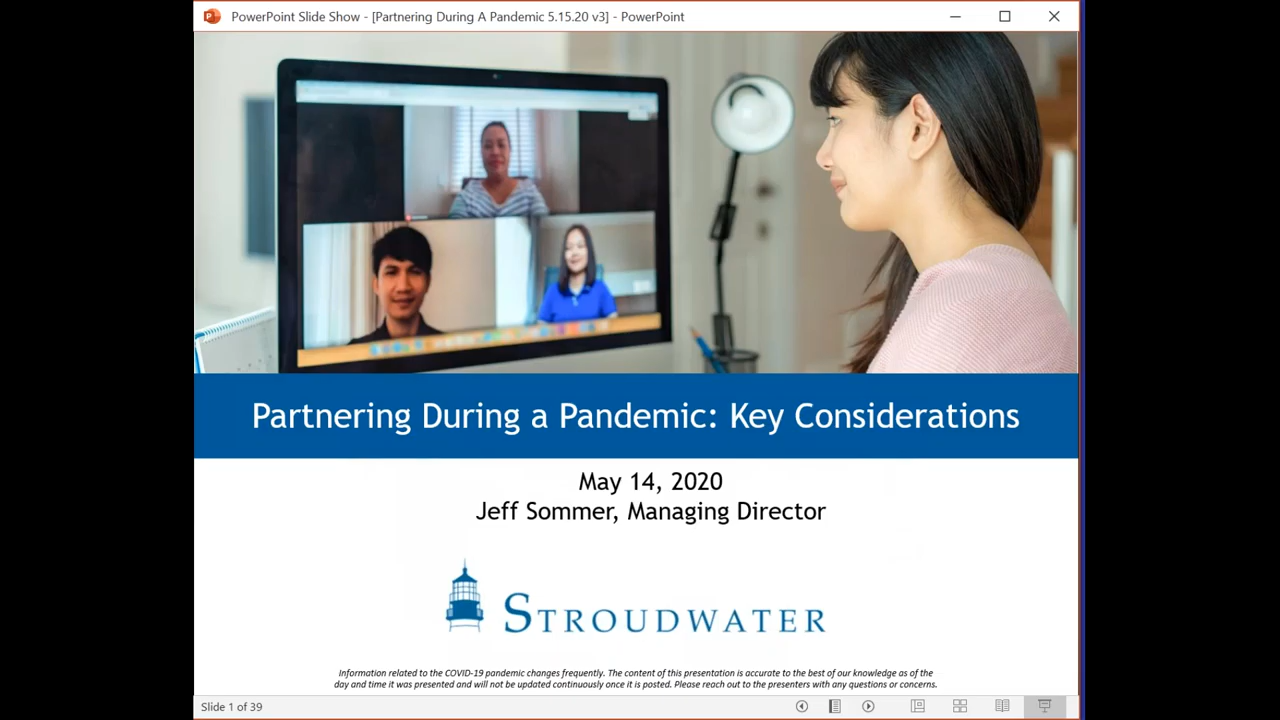 PowerPoint Slide Show - [Partnering During A Pandemic 5.15.20 v3] - PowerPoint
Partnering During a Pandemic: Key Considerations
May 14, 2020
Jeff Sommer, Managing Director
STROUDWATER
Information related to the COVID-19 pandemic changes frequently. The content of this presentation is accurate to the best of our knowledge as of the
day and time it was presented and will not be updated continuously once it is posted. Please reach out to the presenters with any questions or concerns.
Slide 1 of 39